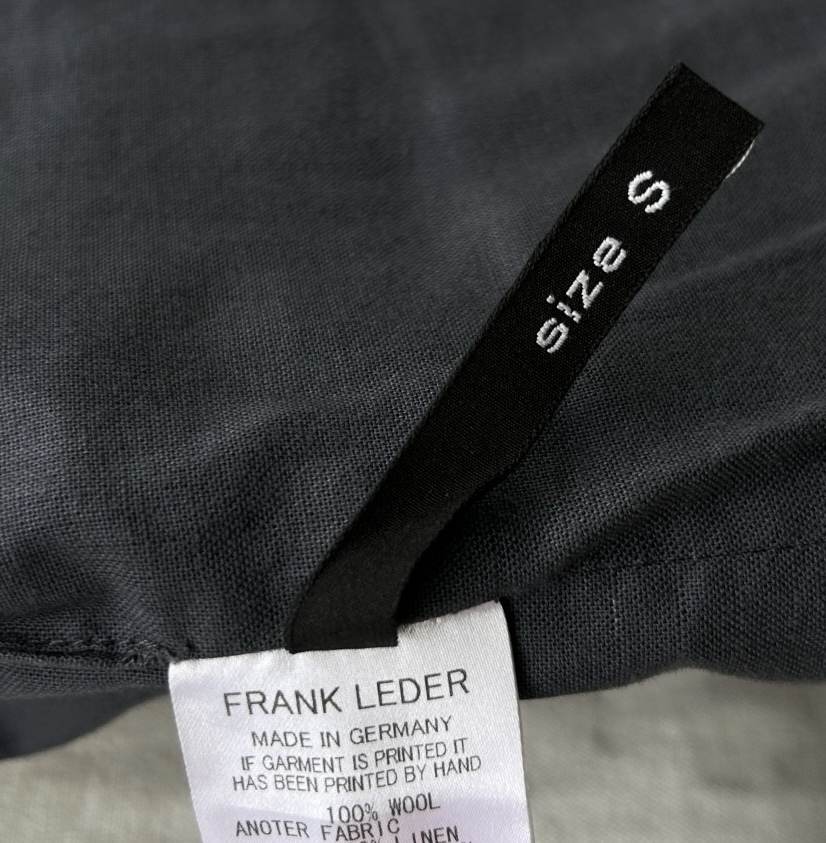 size S
FRANK LEDER
MADE IN GERMANY
IF GARMENT IS PRINTED IT
HAS BEEN PRINTED BY HAND
100% WOOL
ANOTER FABRIC
LINEN